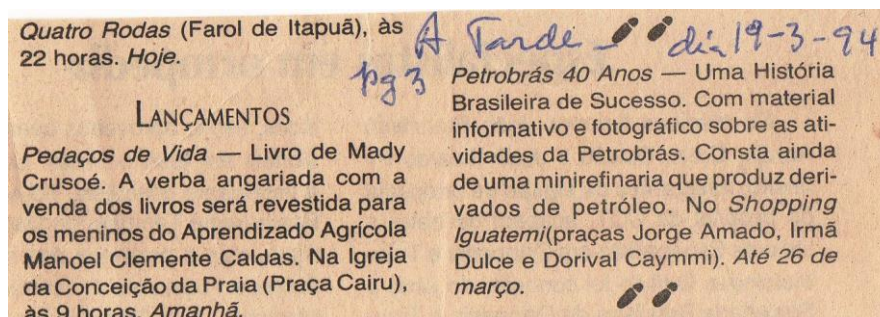 Quatro Rodas (Farol de Itapuã), às
22 horas. Hoje.
LANÇAMENTOS
Pedaços de Vida — Livro de Mady
Crusoé. A verba angariada com a
venda dos livros será revestida para
os meninos do Aprendizado Agrícola
Manoel Clemente Caldas. Na Igreja
da Conceição da Praia (Praça Cairu),
às 9 horas. Amanhã.
A Tarde - dia 19-3-94
pg 3
Petrobrás 40 Anos — Uma História
Brasileira de Sucesso. Com material
informativo e fotográfico sobre as ati-
vidades da Petrobrás. Consta ainda
de uma minirefinaria que produz deri-
vados de petróleo. No Shopping
Iguatemi(praças Jorge Amado, Irmã
Dulce e Dorival Caymmi). Até 26 de
março.